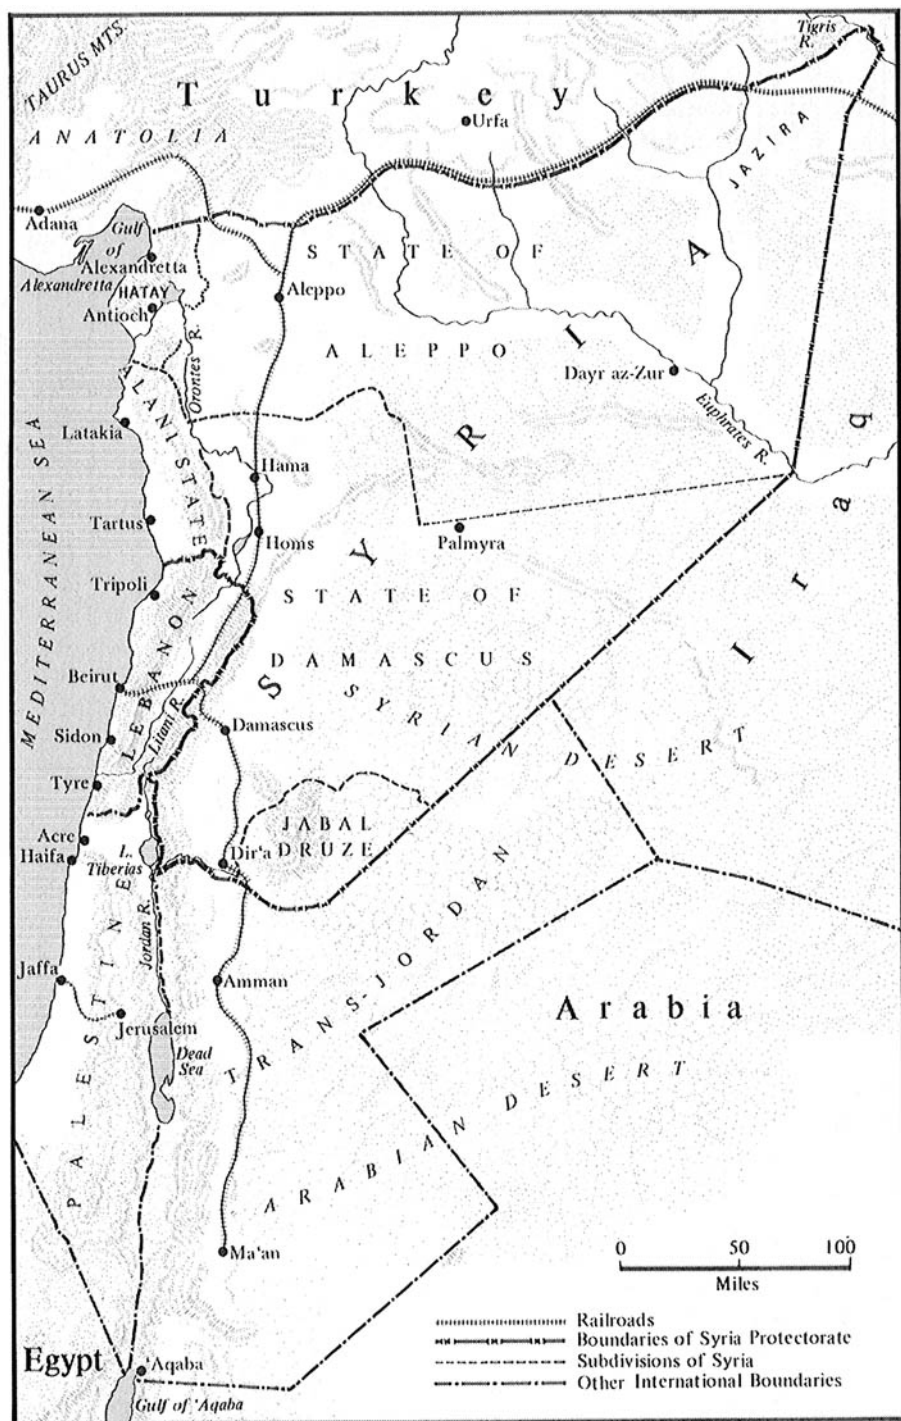 Tigris
R.
TAURUS MTS.
Turkey
Urfa
ANATOLIA
JAZIRA
Adana
Gulf
of
Alexandretta
Alexandretta
HATAY
Antioch
STATE OF
Aleppo
ALEPPO
Orontes R.
Dayr az-Zur
Euphrates R.
LANI STATE
Latakia
Hama
Tartus
Homs
Palmyra
SYRIA
Iraq
MEDITERRANEAN SEA
Tripoli
STATE OF
DAMASCUS
LEBANON
Beirut
Litani R.
Damascus
SYRIAN DESERT
Sidon
Tyre
JABAL
DRUZE
Acre
Haifa
L.
Tiberias
Dir'a
Jordan R.
PALESTINE
TRANS-JORDAN
Jaffa
Amman
Jerusalem
Dead
Sea
Arabia
ARABIAN DESERT
Ma'an
0 50 100
Miles
Railroads
Boundaries of Syria Protectorate
Subdivisions of Syria
Other International Boundaries
Egypt
'Aqaba
Gulf of 'Aqaba